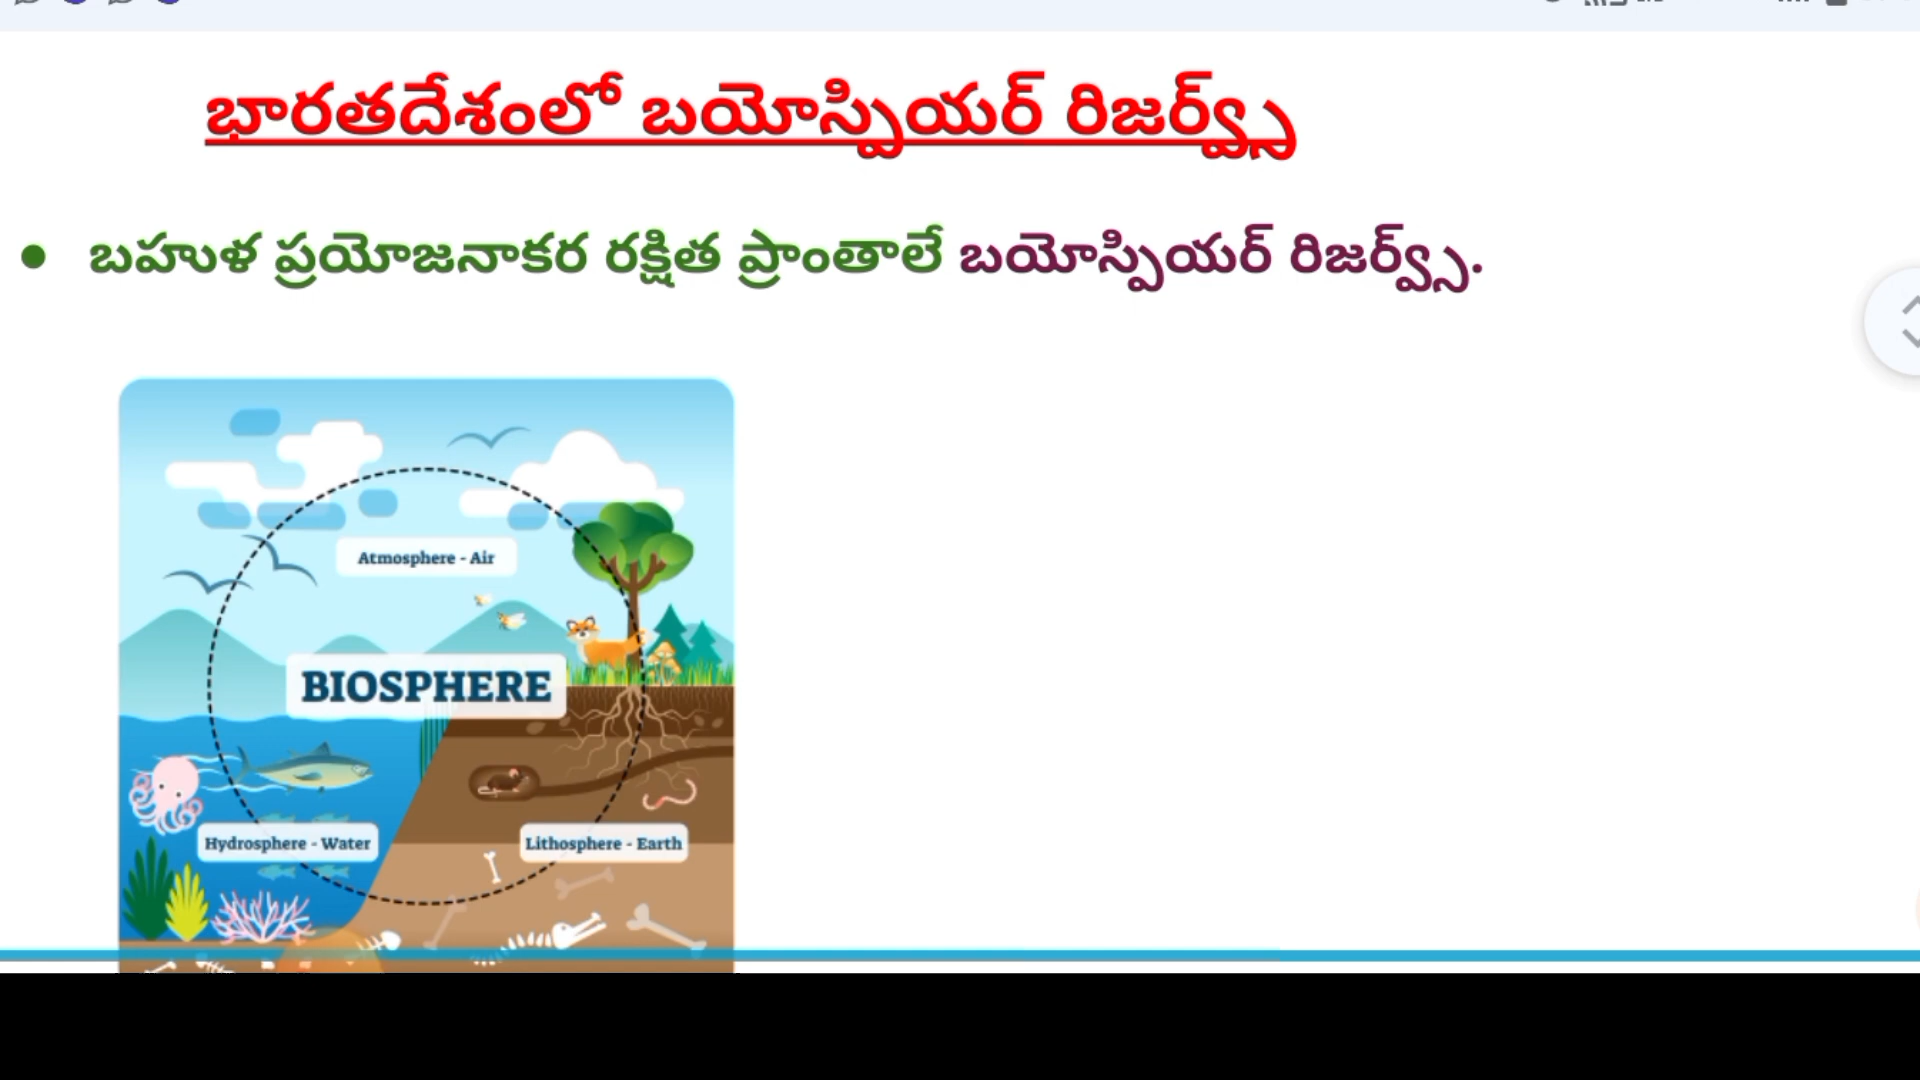 భారతదేశంలో బయోస్పియర్ రిజర్వ్స్
• బహుళ ప్రయోజనాకర రక్షిత ప్రాంతాలే బయోస్పియర్ రిజర్వ్స్.
Atmosphere - Air
BIOSPHERE
Hydrosphere - Water
Lithosphere - Earth